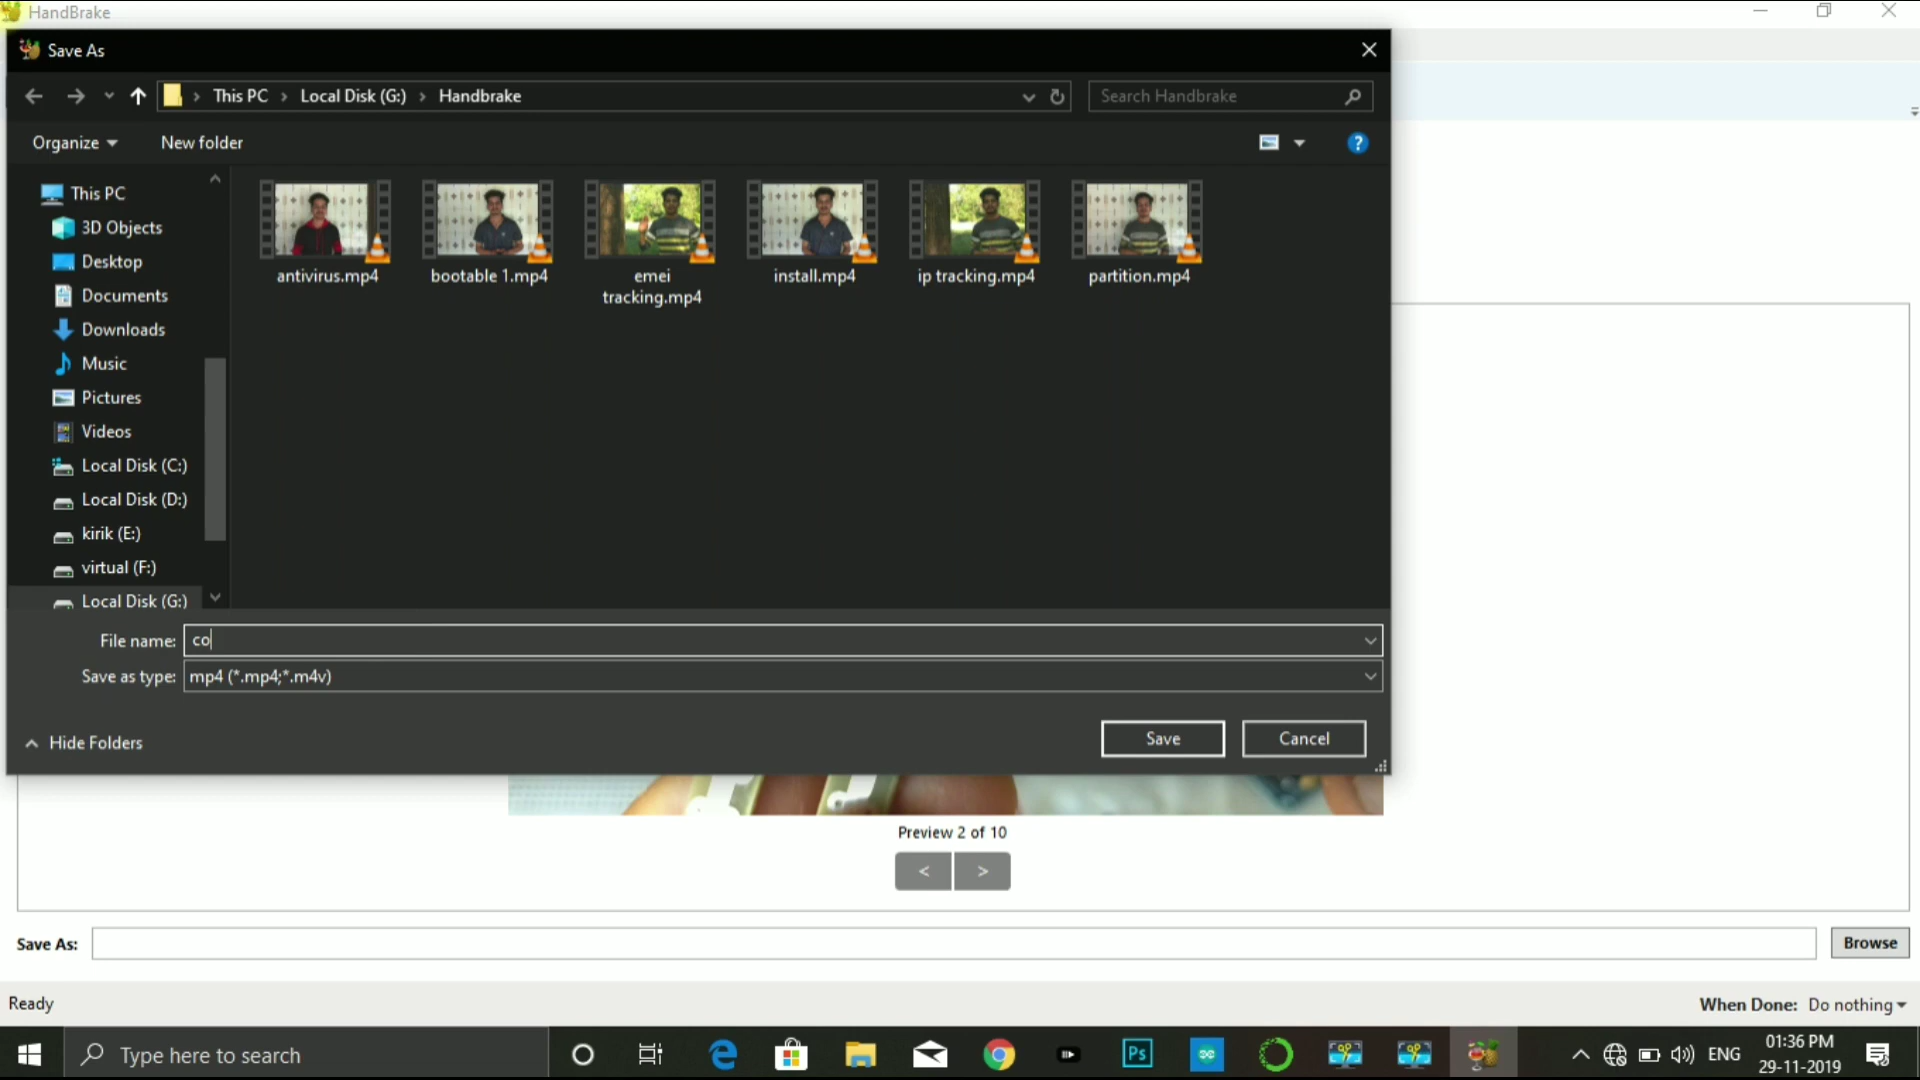 HandBrake
Save As
This PC > Local Disk (G:) > Handbrake
Search Handbrake
Organize
New folder
?
This PC
3D Objects
Desktop
Documents
Downloads
Music
Pictures
Videos
Local Disk (C:)
Local Disk (D:)
kirik (E:)
virtual (F:)
Local Disk (G:)
antivirus.mp4
bootable 1.mp4
emei
tracking.mp4
install.mp4
ip tracking.mp4
partition.mp4
File name: co
Save as type: mp4 (*.mp4;*.m4v)
Hide Folders
Save
Cancel
Preview 2 of 10
< >
Save As:
Browse
Ready
When Done: Do nothing
Type here to search
Ps
ENG
01:36 PM
29-11-2019